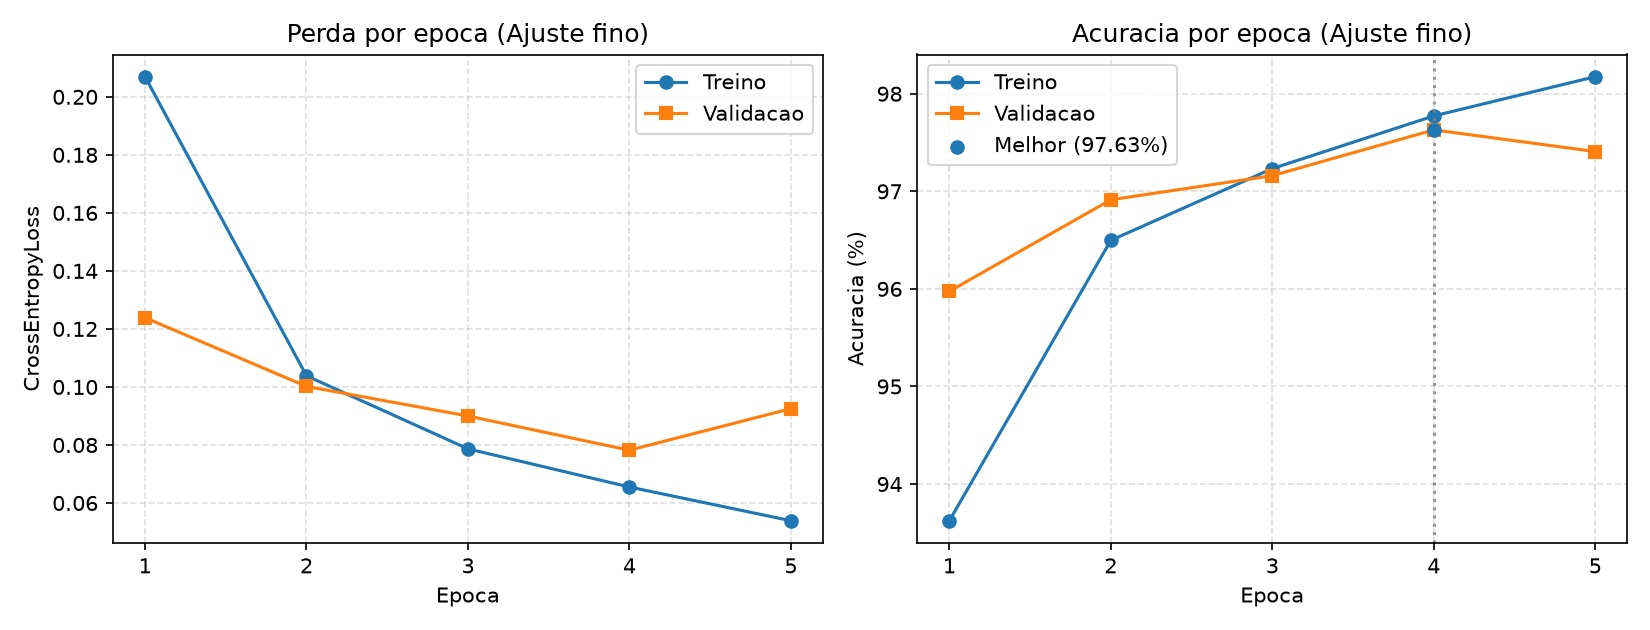 Perda por epoca (Ajuste fino)
Treino
Validacao
0.20
0.18
0.16
0.14
0.12
0.10
0.08
0.06
CrossEntropyLoss
1 2 3 4 5
Epoca
Acuracia por epoca (Ajuste fino)
Treino
Validacao
Melhor (97.63%)
98
97
96
95
94
Acuracia (%)
1 2 3 4 5
Epoca